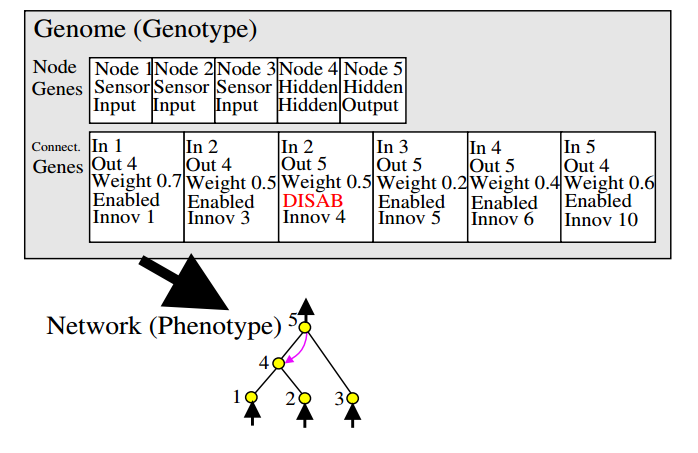 Genome (Genotype)
Node Genes
Node 1 Sensor Input
Node 2 Sensor Input
Node 3 Sensor Input
Node 4 Hidden Hidden
Node 5 Hidden Output
Connect. Genes
In 1
Out 4
Weight 0.7
Enabled
Innov 1
In 2
Out 4
Weight 0.5
Enabled
Innov 3
In 2
Out 5
Weight 0.5
DISAB
Innov 4
In 3
Out 5
Weight 0.2
Enabled
Innov 5
In 4
Out 5
Weight 0.4
Enabled
Innov 6
In 5
Out 4
Weight 0.6
Enabled
Innov 10
Network (Phenotype)
5
4
1
2
3